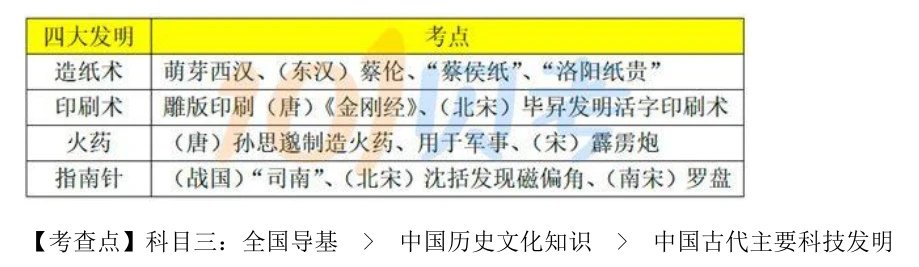 四大发明 考点
造纸术 萌芽西汉、（东汉）蔡伦、“蔡侯纸”、“洛阳纸贵”
印刷术 雕版印刷（唐）《金刚经》、（北宋）毕昇发明活字印刷术
火药 （唐）孙思邈制造火药、用于军事、（宋）霹雳炮
指南针 （战国）“司南”、（北宋）沈括发现磁偏角、（南宋）罗盘
【考查点】科目三：全国导基 > 中国历史文化知识 > 中国古代主要科技发明